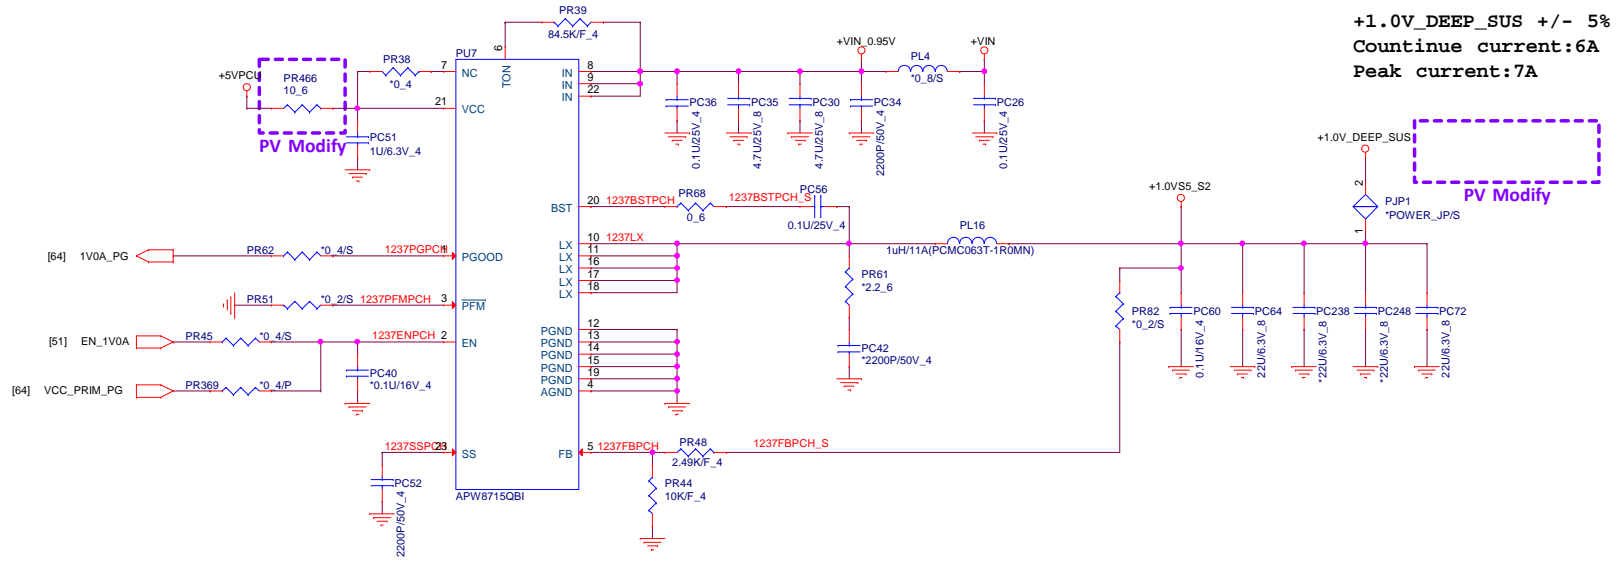 +1.0V_DEEP_SUS +/- 5%
Countinue current:6A
Peak current:7A
PR39
84.5K/F_4
6
PU7
TON
+5VPCU
PR466
10_6
PV Modify
PR38
*0_4
7
NC
21
VCC
PC51
1U/6.3V_4
IN
8
IN
9
IN
22
+VIN_0.95V
PL4
*0_8/S
+VIN
PC36
0.1U/25V_4
PC35
4.7U/25V_8
PC30
4.7U/25V_8
PC34
2200P/50V_4
PC26
0.1U/25V_4
+1.0V_DEEP_SUS
PV Modify
2
PJP1
*POWER_JP/S
1
+1.0VS5_S2
BST
20
1237BSTPCH
PR68
0_6
1237BSTPCH_S
PC56
0.1U/25V_4
LX
10
1237LX
LX
11
LX
16
LX
17
LX
18
PL16
1uH/11A(PCMC063T-1R0MN)
[64]
1V0A_PG
PR62
*0_4/S
1237PGPCH
1
PGOOD
PR51
*0_2/S
1237PFMPCH
3
PFM
[51]
EN_1V0A
PR45
*0_4/S
1237ENPCH
2
EN
[64]
VCC_PRIM_PG
PR369
*0_4/P
PC40
*0.1U/16V_4
PR61
*2.2_6
PC42
*2200P/50V_4
PGND
12
PGND
13
PGND
14
PGND
15
PGND
19
AGND
4
PR82
*0_2/S
PC60
0.1U/16V_4
PC64
22U/6.3V_8
PC238
*22U/6.3V_8
PC248
*22U/6.3V_8
PC72
22U/6.3V_8
1237SSPCH
23
SS
PC52
2200P/50V_4
FB
5
1237FBPCH
PR48
2.49K/F_4
1237FBPCH_S
PR44
10K/F_4
APW8715QBI